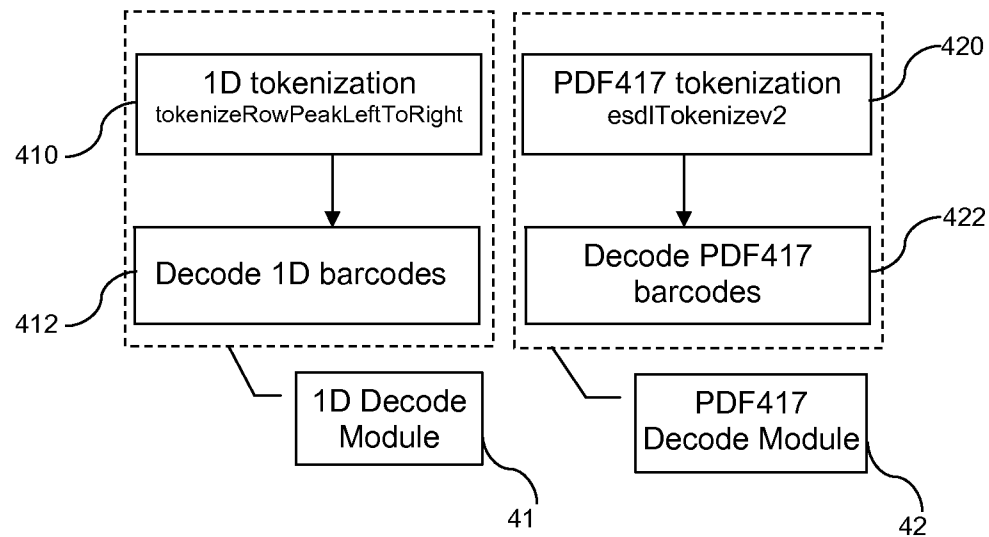 1D tokenization
tokenizeRowPeakLeftToRight
410
Decode 1D barcodes
412
1D Decode
Module
41
PDF417 tokenization
esdlTokenizev2
420
Decode PDF417
barcodes
422
PDF417
Decode Module
42